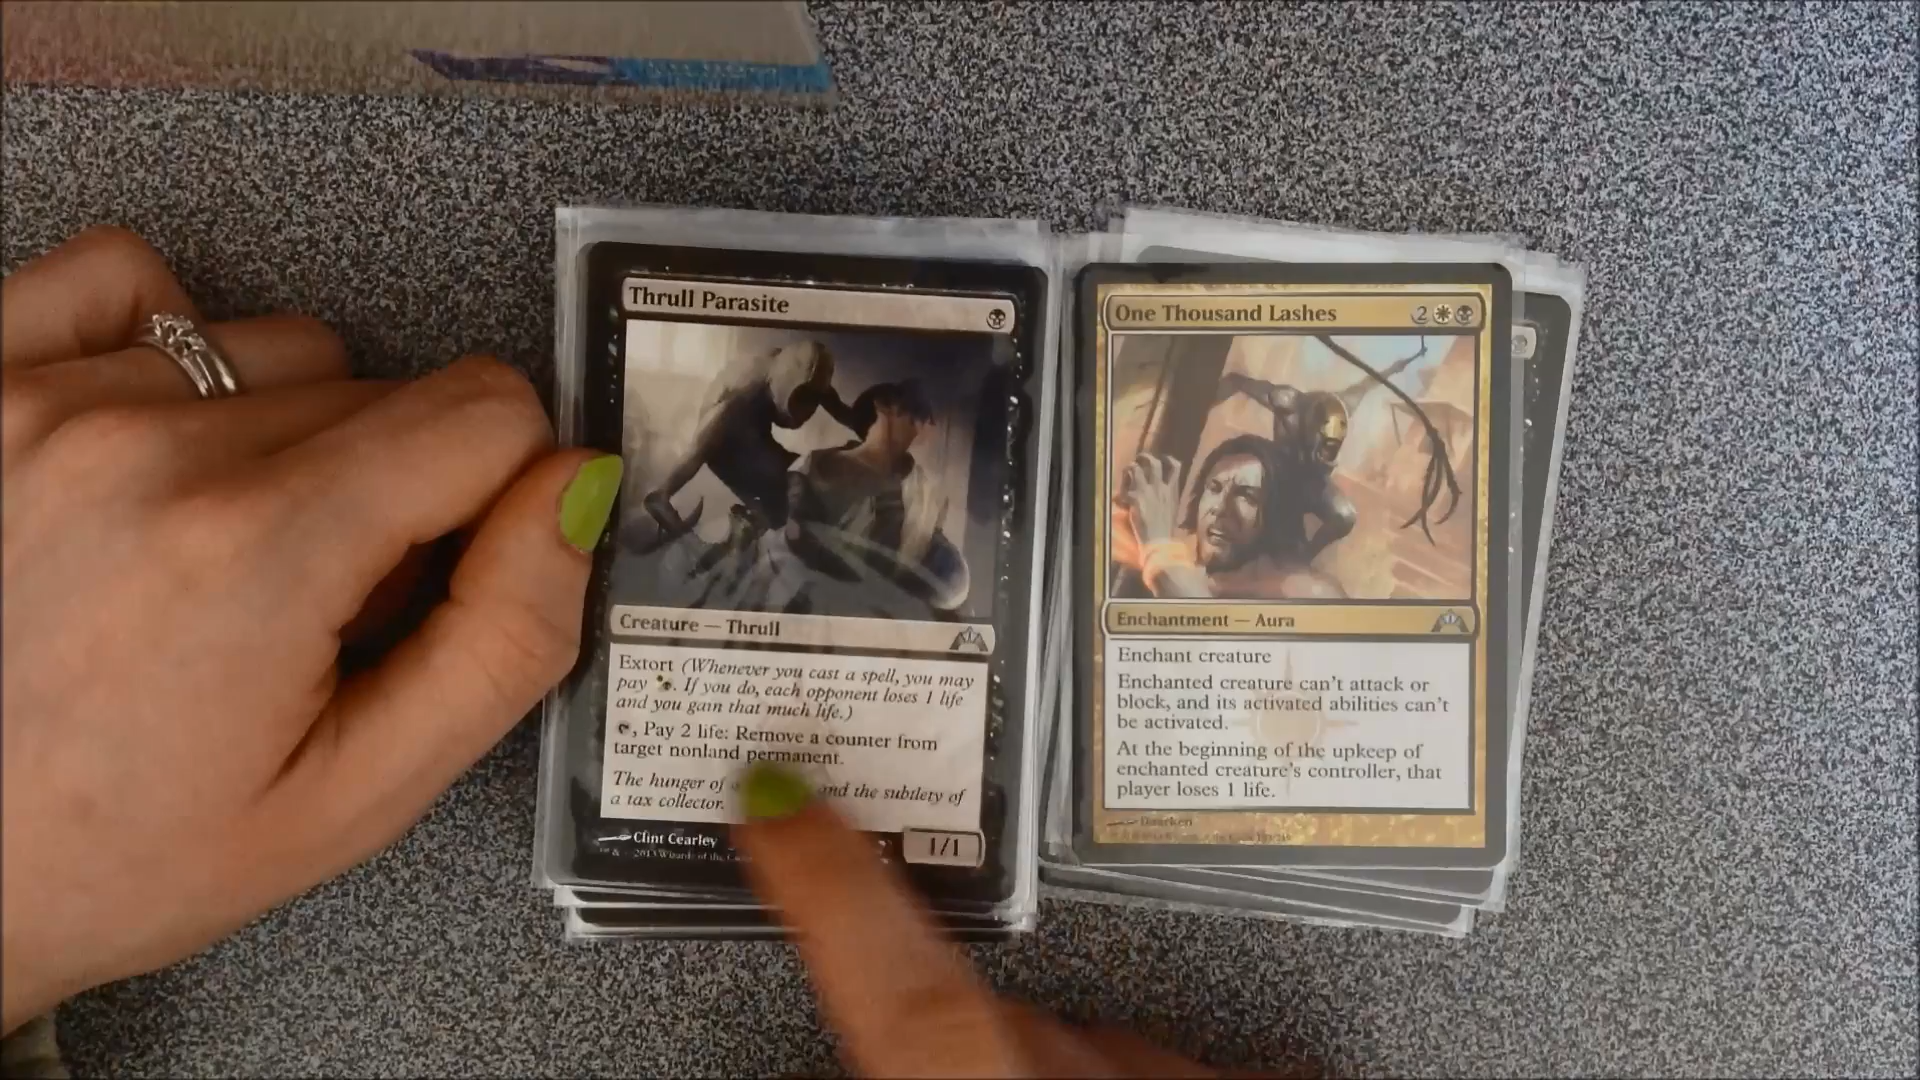 Thrull Parasite
Creature — Thrull
Extort (Whenever you cast a spell, you may
pay . If you do, each opponent loses 1 life
and you gain that much life.)
, Pay 2 life: Remove a counter from
target nonland permanent.
The hunger of and the subtlety of
a tax collector.
Clint Cearley
1/1
One Thousand Lashes
2
Enchantment — Aura
Enchant creature
Enchanted creature can't attack or
block, and its activated abilities can't
be activated.
At the beginning of the upkeep of
enchanted creature's controller, that
player loses 1 life.
Daarken